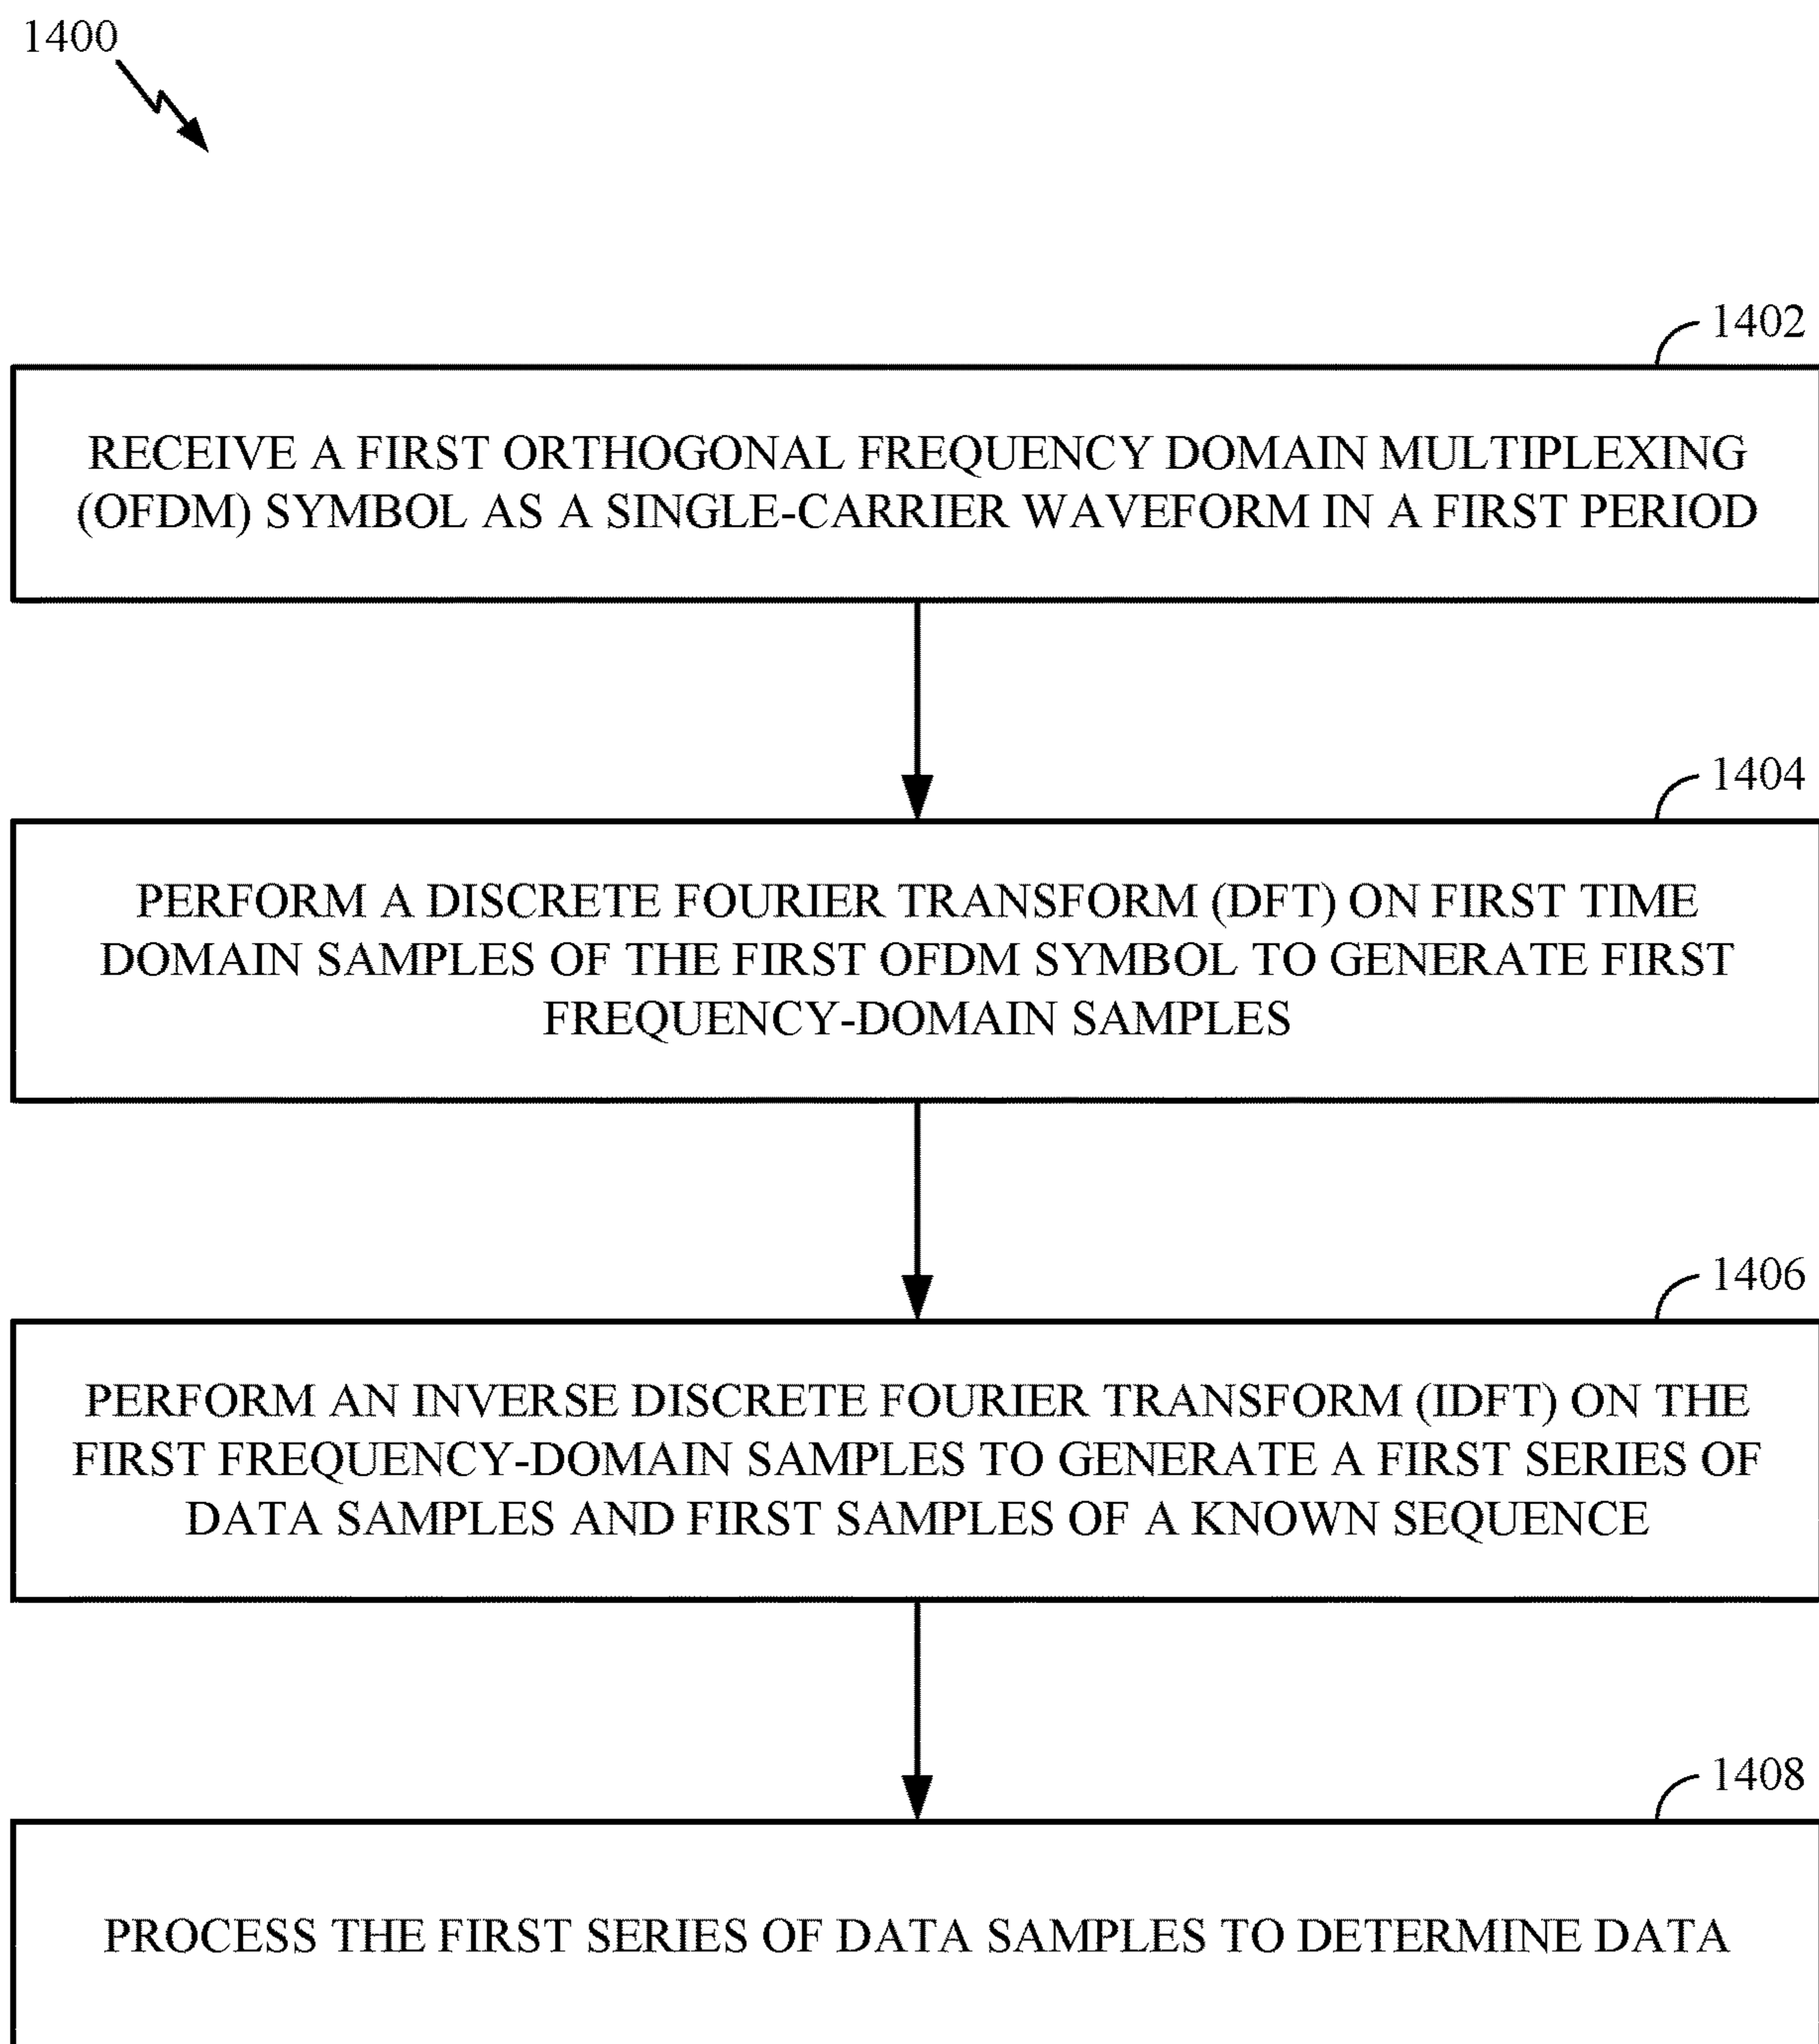 1400
1402
RECEIVE A FIRST ORTHOGONAL FREQUENCY DOMAIN MULTIPLEXING
(OFDM) SYMBOL AS A SINGLE-CARRIER WAVEFORM IN A FIRST PERIOD
1404
PERFORM A DISCRETE FOURIER TRANSFORM (DFT) ON FIRST TIME
DOMAIN SAMPLES OF THE FIRST OFDM SYMBOL TO GENERATE FIRST
FREQUENCY-DOMAIN SAMPLES
1406
PERFORM AN INVERSE DISCRETE FOURIER TRANSFORM (IDFT) ON THE
FIRST FREQUENCY-DOMAIN SAMPLES TO GENERATE A FIRST SERIES OF
DATA SAMPLES AND FIRST SAMPLES OF A KNOWN SEQUENCE
1408
PROCESS THE FIRST SERIES OF DATA SAMPLES TO DETERMINE DATA